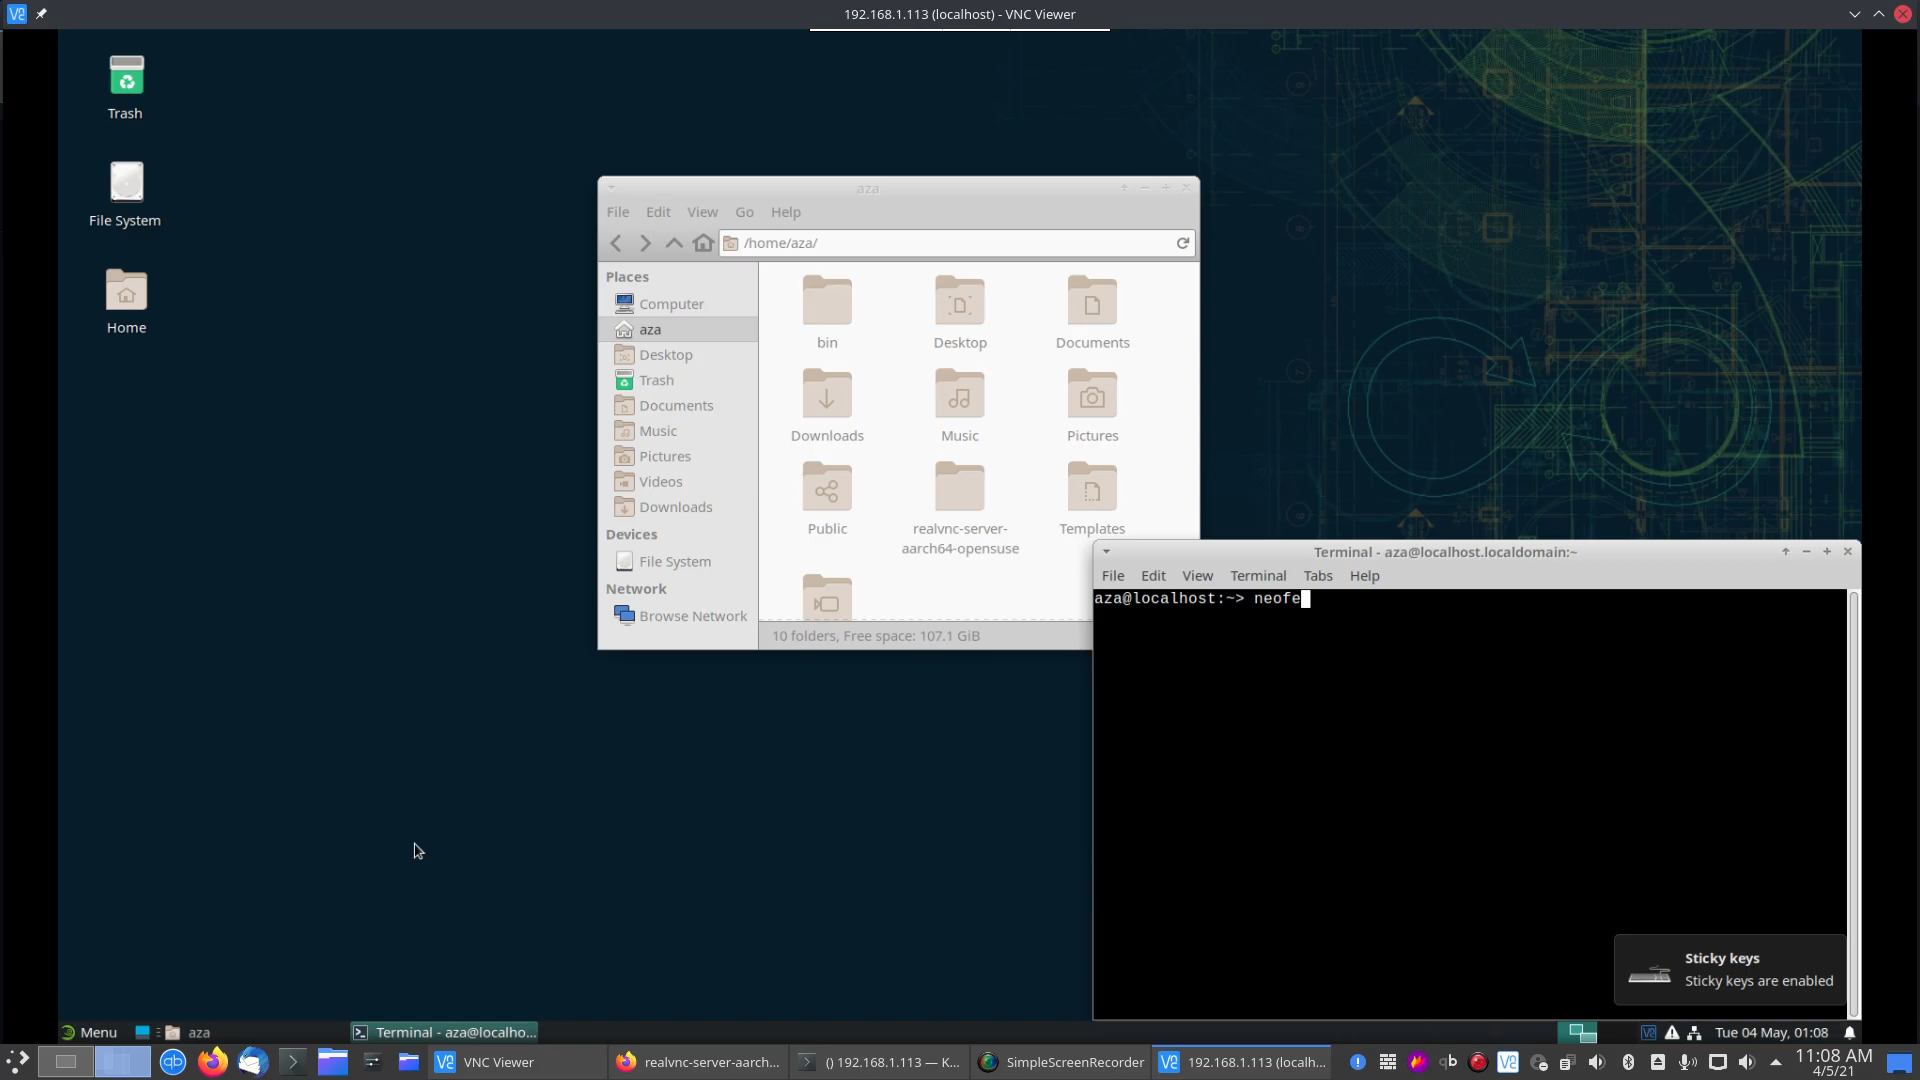 192.168.1.113 (localhost) - VNC Viewer
Trash
File System
Home
aza
File Edit View Go Help
/home/aza/
Places
Computer
aza
Desktop
Trash
Documents
Music
Pictures
Videos
Downloads
Devices
File System
Network
Browse Network
bin
Desktop
Documents
Downloads
Music
Pictures
Public
realvnc-server-
aarch64-opensuse
Templates
10 folders, Free space: 107.1 GiB
Terminal - aza@localhost.localdomain:~
File Edit View Terminal Tabs Help
aza@localhost:~> neofe
Sticky keys
Sticky keys are enabled
Menu aza Terminal - aza@localho... Tue 04 May, 01:08
VNC Viewer realvnc-server-aarch... () 192.168.1.113 — K... SimpleScreenRecorder 192.168.1.113 (localh... qb 11:08 AM
4/5/21